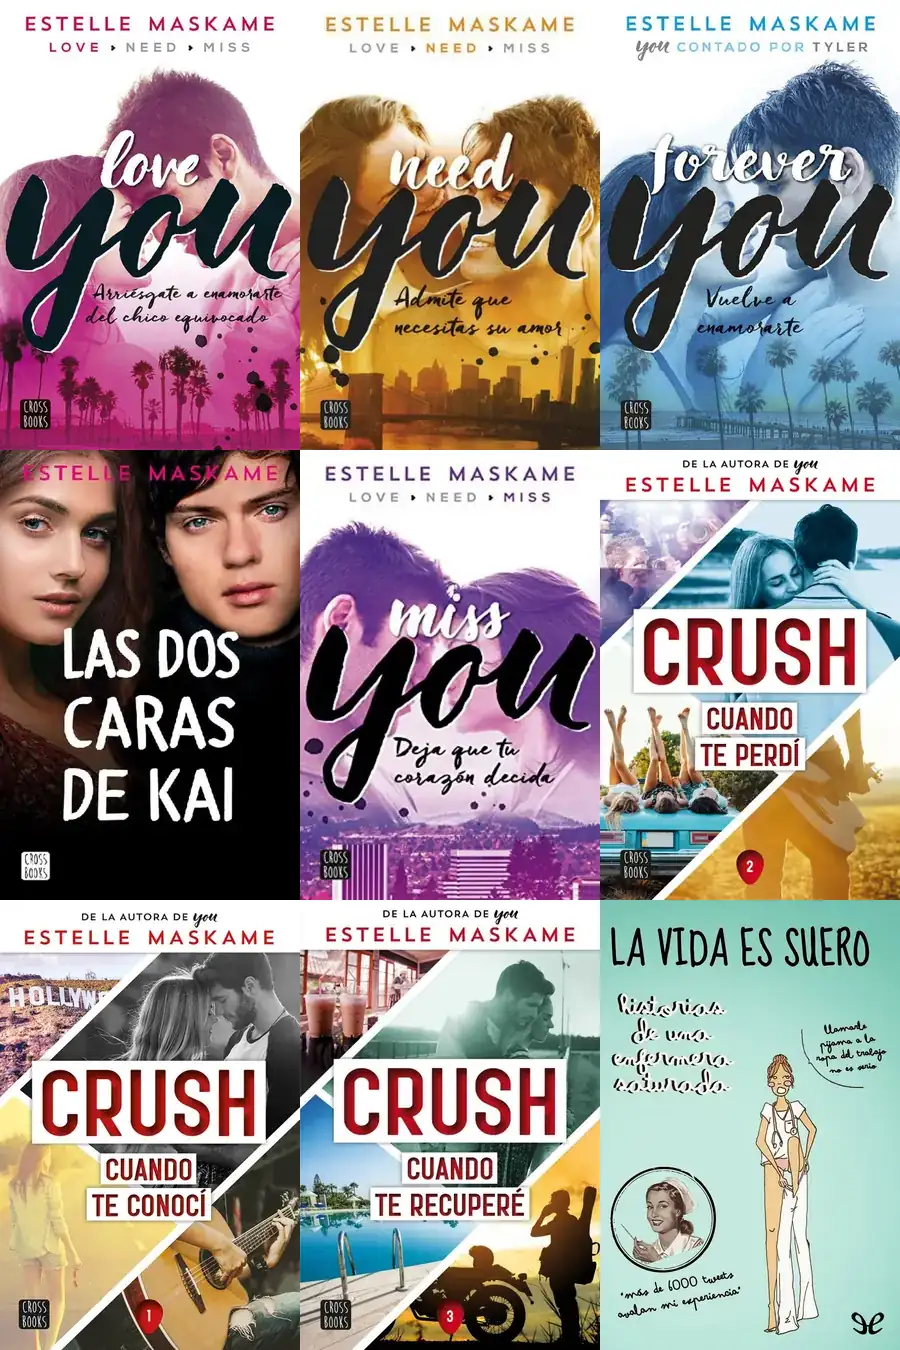 ESTELLE MASKAME
LOVE ▸ NEED ▸ MISS
love
you
Arriésgate a enamorarte
del chico equivocado
CROSS
BOOKS
ESTELLE MASKAME
LOVE ▸ NEED ▸ MISS
need
you
Admite que
necesitas su amor
CROSS
BOOKS
ESTELLE MASKAME
you CONTADO POR TYLER
forever
you
Vuelve a
enamorarte
CROSS
BOOKS
ESTELLE MASKAME
LAS DOS
CARAS
DE KAI
CROSS
BOOKS
ESTELLE MASKAME
LOVE ▸ NEED ▸ MISS
miss
you
Deja que tu
corazón decida
CROSS
BOOKS
DE LA AUTORA DE you
ESTELLE MASKAME
CRUSH
CUANDO
TE PERDÍ
CROSS
BOOKS
2
DE LA AUTORA DE you
ESTELLE MASKAME
HOLLYW
CRUSH
CUANDO
TE CONOCÍ
CROSS
BOOKS
1
DE LA AUTORA DE you
ESTELLE MASKAME
CRUSH
CUANDO
TE RECUPERÉ
CROSS
BOOKS
3
LA VIDA ES SUERO
historias
de una
enfermera
saturada
llamarle
pijama a la
ropa del trabajo
no es serio
"más de 6000 tweets
avalan mi experiencia"